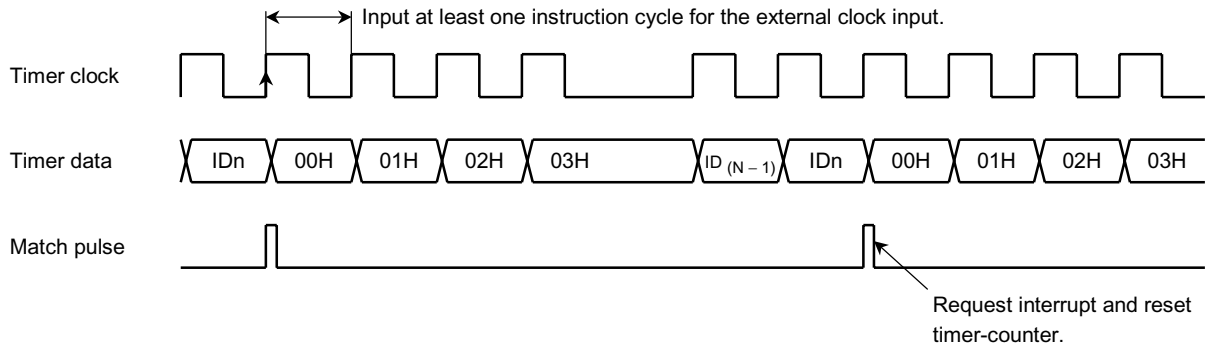 Input at least one instruction cycle for the external clock input.
Timer clock
Timer data IDn 00H 01H 02H 03H ID (N – 1) IDn 00H 01H 02H 03H
Match pulse
Request interrupt and reset
timer-counter.